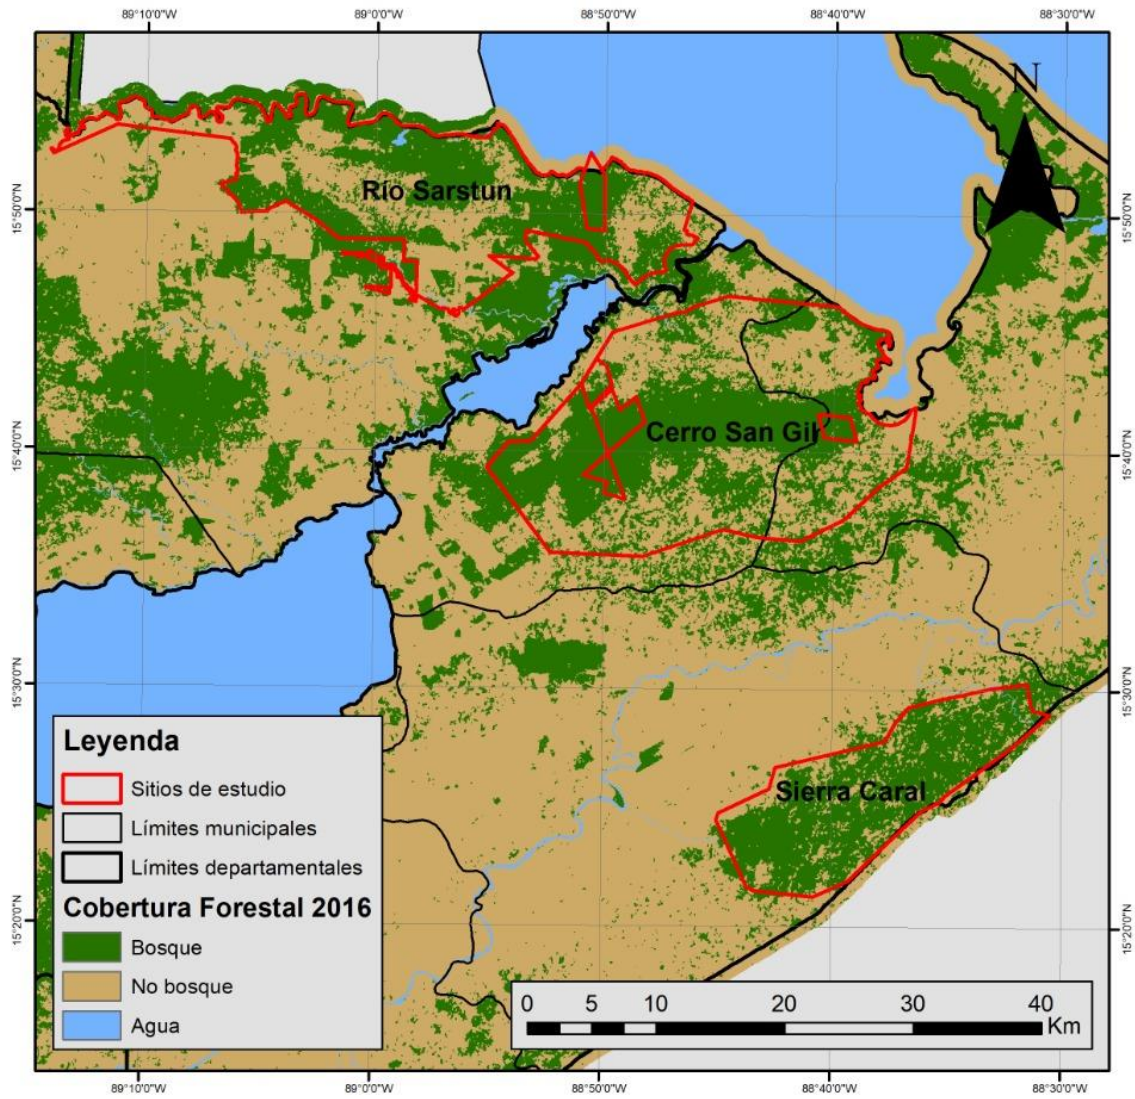 89°10'0"W 89°0'0"W 88°50'0"W 88°40'0"W 88°30'0"W
N
15°50'0"N 15°50'0"N
Río Sarstun
15°40'0"N 15°40'0"N
Cerro San Gil
15°30'0"N 15°30'0"N
Sierra Caral
15°20'0"N 15°20'0"N
Leyenda
Sitios de estudio
Límites municipales
Límites departamentales
Cobertura Forestal 2016
Bosque
No bosque
Agua
0 5 10 20 30 40
Km
89°10'0"W 89°0'0"W 88°50'0"W 88°40'0"W 88°30'0"W